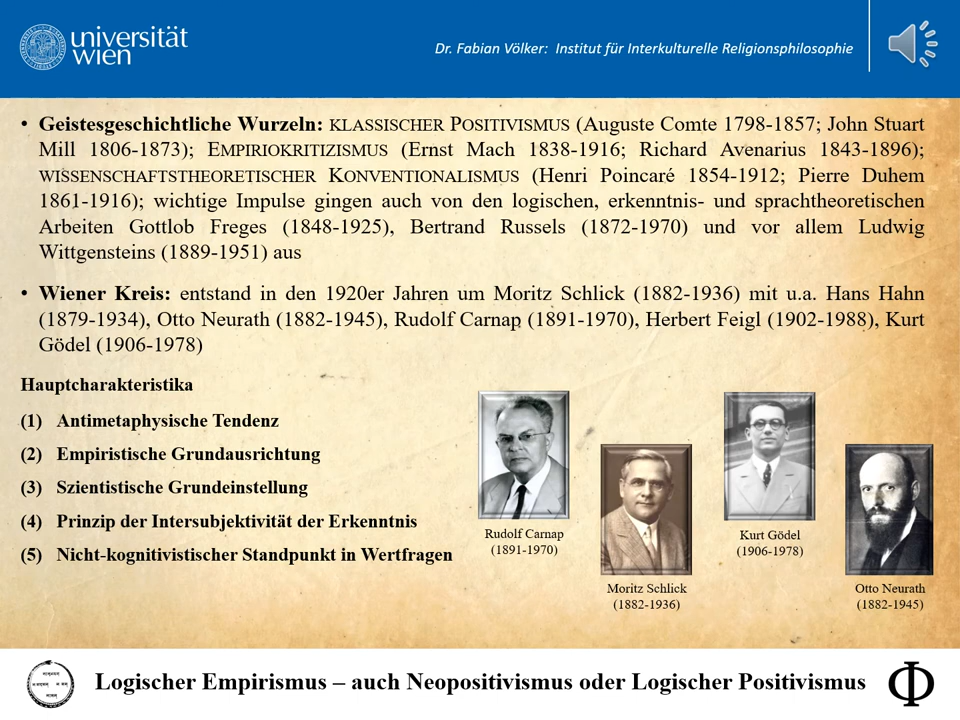 universität
wien
Dr. Fabian Völker: Institut für Interkulturelle Religionsphilosophie
• Geistesgeschichtliche Wurzeln: KLASSISCHER POSITIVISMUS (Auguste Comte 1798-1857; John Stuart
Mill 1806-1873); EMPIRIOKRITIZISMUS (Ernst Mach 1838-1916; Richard Avenarius 1843-1896);
WISSENSCHAFTSTHEORETISCHER KONVENTIONALISMUS (Henri Poincaré 1854-1912; Pierre Duhem
1861-1916); wichtige Impulse gingen auch von den logischen, erkenntnis- und sprachtheoretischen
Arbeiten Gottlob Freges (1848-1925), Bertrand Russels (1872-1970) und vor allem Ludwig
Wittgensteins (1889-1951) aus
• Wiener Kreis: entstand in den 1920er Jahren um Moritz Schlick (1882-1936) mit u.a. Hans Hahn
(1879-1934), Otto Neurath (1882-1945), Rudolf Carnap (1891-1970), Herbert Feigl (1902-1988), Kurt
Gödel (1906-1978)
Hauptcharakteristika
(1) Antimetaphysische Tendenz
(2) Empiristische Grundausrichtung
(3) Szientistische Grundeinstellung
(4) Prinzip der Intersubjektivität der Erkenntnis
(5) Nicht-kognitivistischer Standpunkt in Wertfragen
Rudolf Carnap
(1891-1970)
Moritz Schlick
(1882-1936)
Kurt Gödel
(1906-1978)
Otto Neurath
(1882-1945)
Logischer Empirismus – auch Neopositivismus oder Logischer Positivismus
Φ